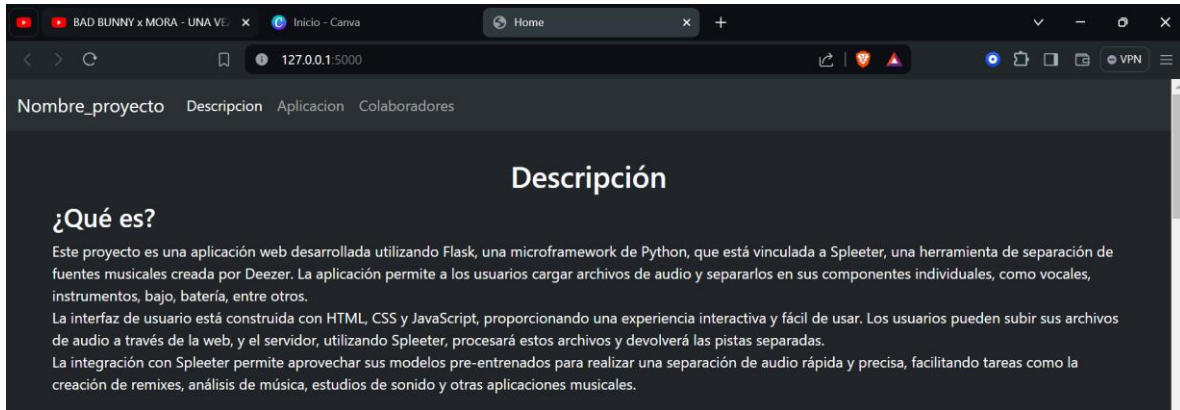 BAD BUNNY x MORA - UNA VE
Inicio - Canva
Home
127.0.0.1:5000
VPN
Nombre_proyecto Descripcion Aplicacion Colaboradores
Descripción
¿Qué es?
Este proyecto es una aplicación web desarrollada utilizando Flask, una microframework de Python, que está vinculada a Spleeter, una herramienta de separación de
fuentes musicales creada por Deezer. La aplicación permite a los usuarios cargar archivos de audio y separarlos en sus componentes individuales, como vocales,
instrumentos, bajo, batería, entre otros.
La interfaz de usuario está construida con HTML, CSS y JavaScript, proporcionando una experiencia interactiva y fácil de usar. Los usuarios pueden subir sus archivos
de audio a través de la web, y el servidor, utilizando Spleeter, procesará estos archivos y devolverá las pistas separadas.
La integración con Spleeter permite aprovechar sus modelos pre-entrenados para realizar una separación de audio rápida y precisa, facilitando tareas como la
creación de remixes, análisis de música, estudios de sonido y otras aplicaciones musicales.